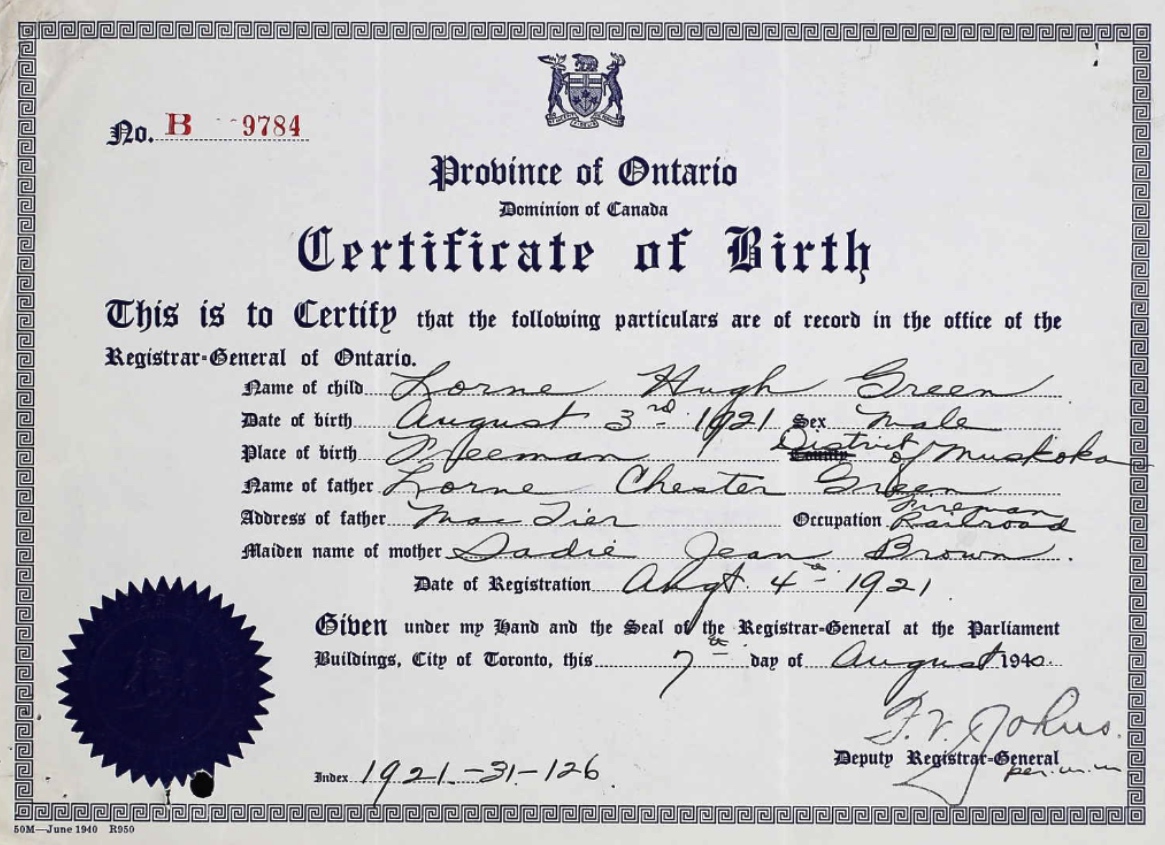 No. B 9784
Province of Ontario
Dominion of Canada
Certificate of Birth
This is to Certify that the following particulars are of record in the office of the
Registrar-General of Ontario.
Name of child Lorne Hugh Green
Date of birth August 3rd 1921 Sex Male
Place of birth Freeman County District of Muskoka
Name of father Lorne Chester Green
Address of father Mac Tier Occupation Fireman Railroad
Maiden name of mother Sadie Jean Brown
Date of Registration Augt. 4th 1921
Given under my Hand and the Seal of the Registrar-General at the Parliament
Buildings, City of Toronto, this 7th day of August 1940.
F. V. Johns.
Deputy Registrar-General
per. m. m
Index 1921-31-126
50M—June 1940 R950